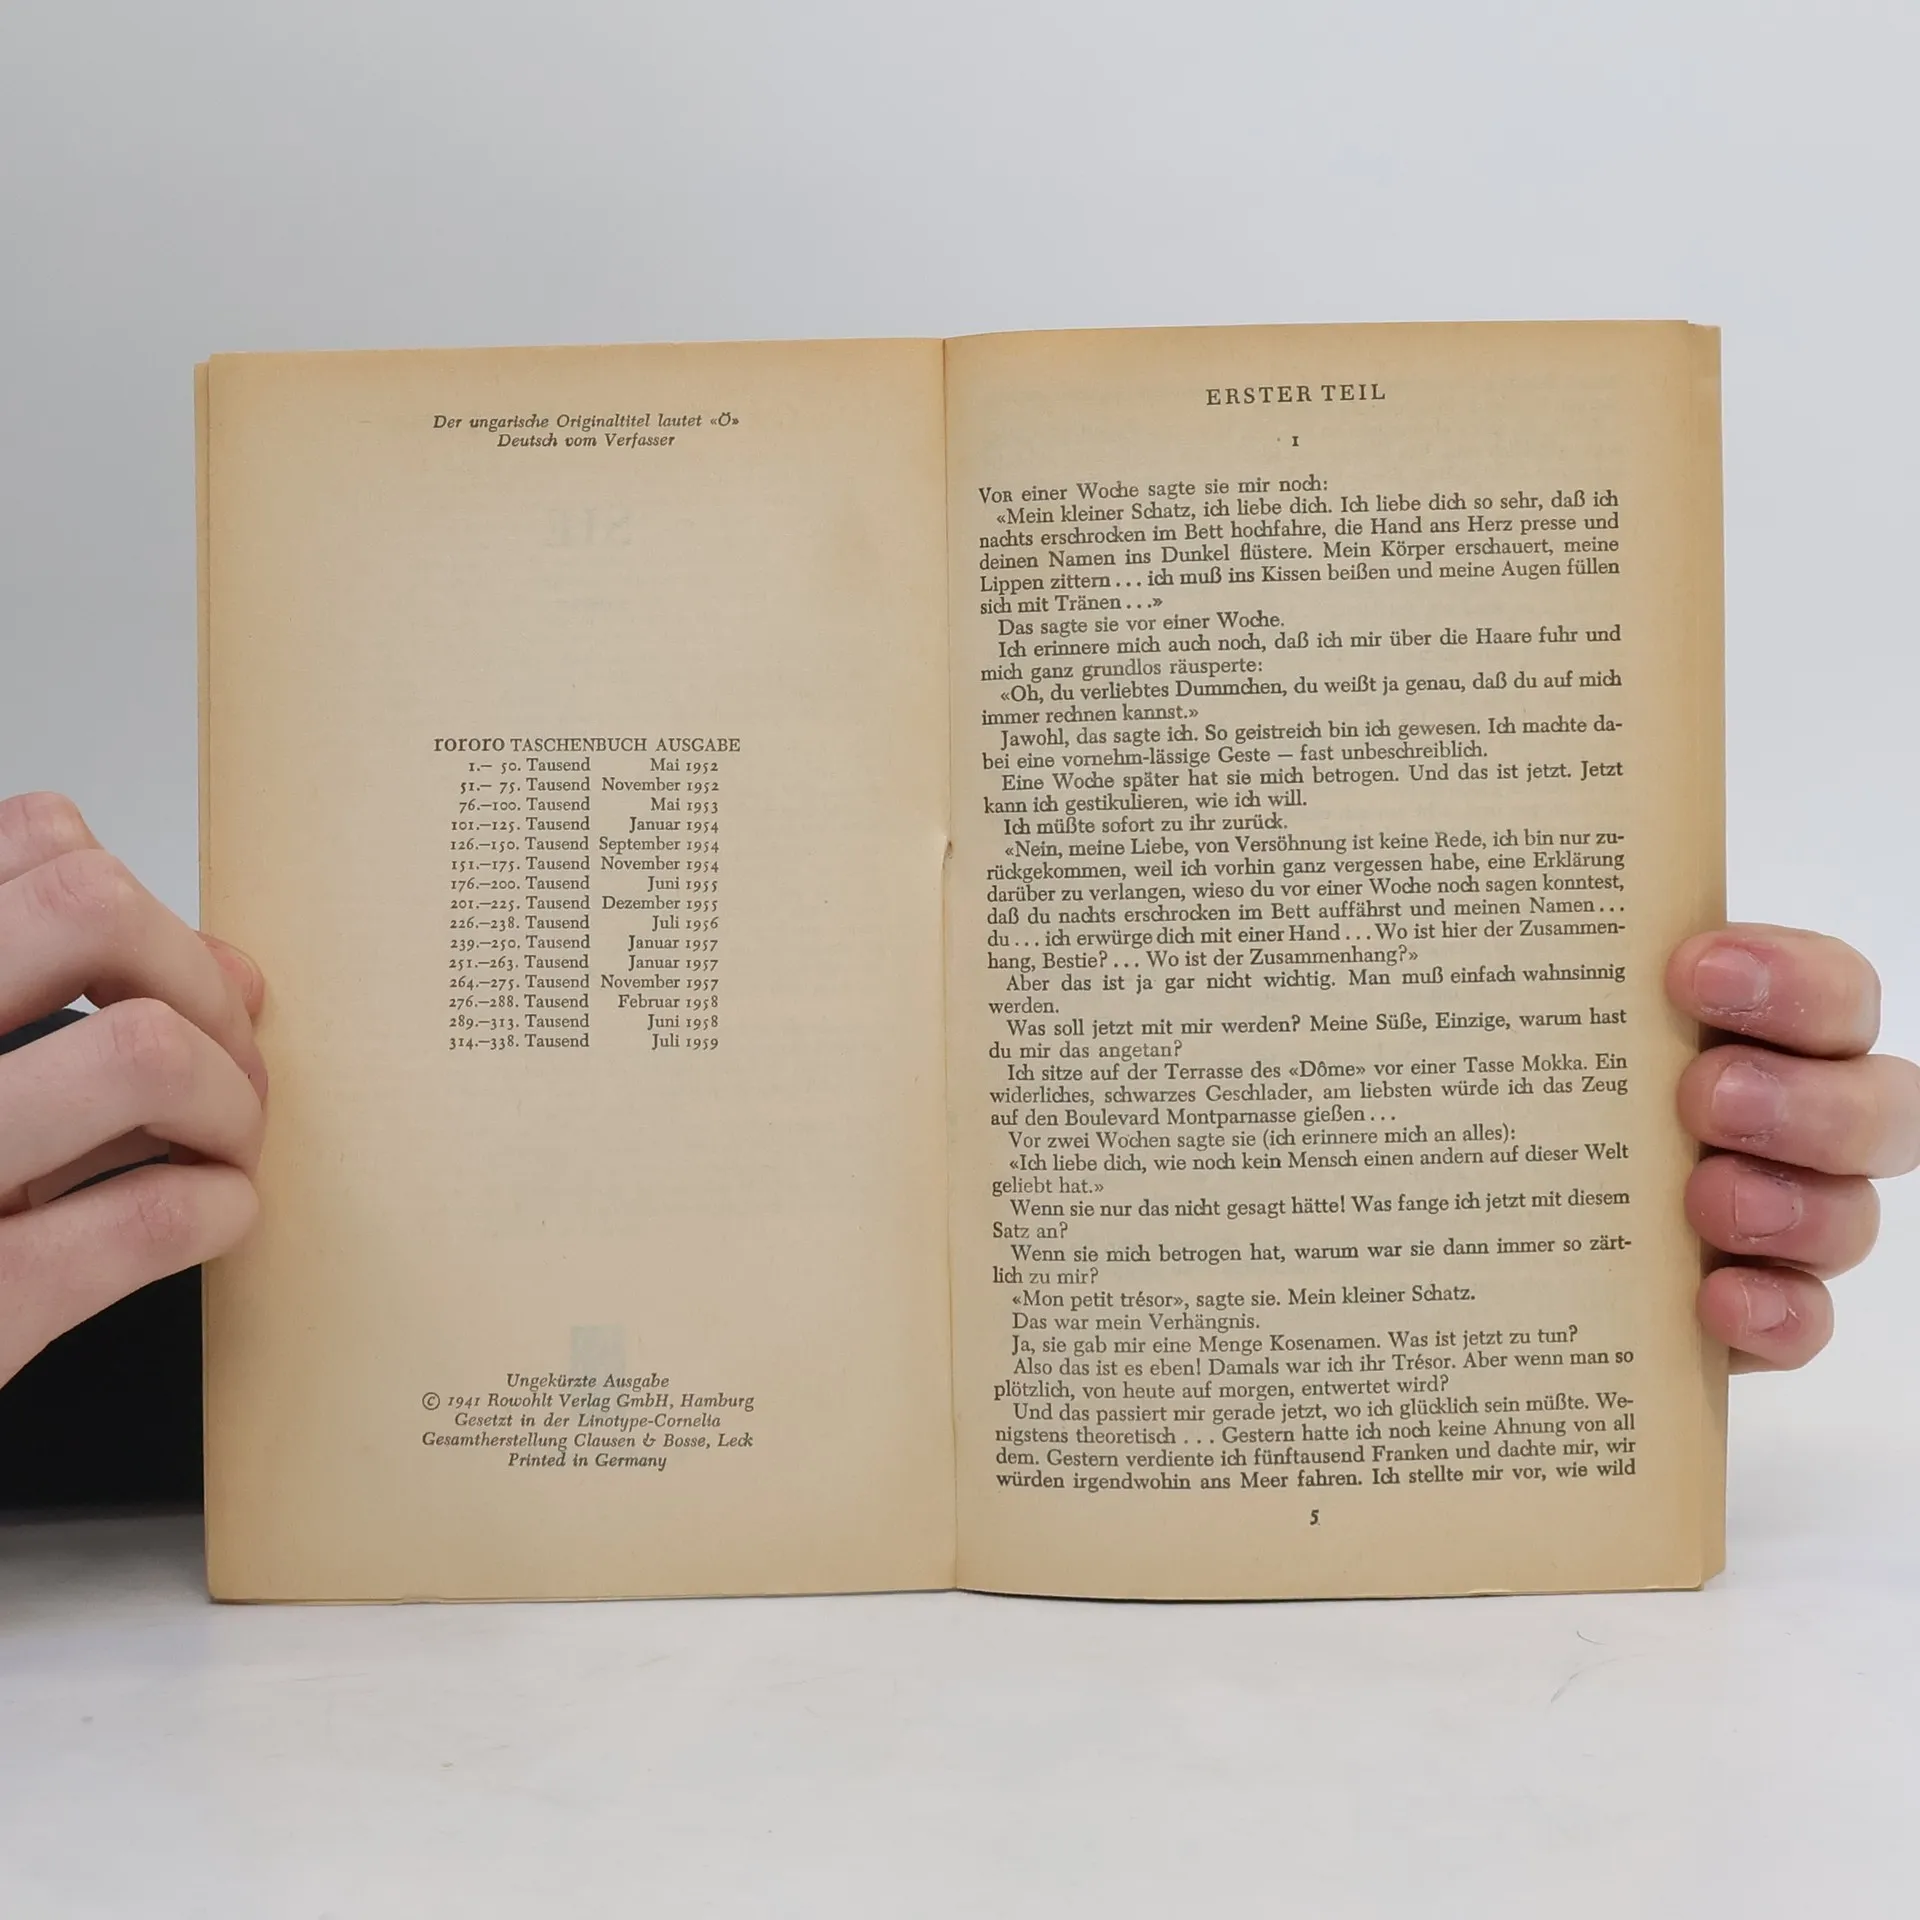 Der ungarische Originaltitel lautet «Ö»
Deutsch vom Verfasser
rororo TASCHENBUCH AUSGABE
1.– 50. Tausend Mai 1952
51.– 75. Tausend November 1952
76.–100. Tausend Mai 1953
101.–125. Tausend Januar 1954
126.–150. Tausend September 1954
151.–175. Tausend November 1954
176.–200. Tausend Juni 1955
201.–225. Tausend Dezember 1955
226.–238. Tausend Juli 1956
239.–250. Tausend Januar 1957
251.–263. Tausend Januar 1957
264.–275. Tausend November 1957
276.–288. Tausend Februar 1958
289.–313. Tausend Juni 1958
314.–338. Tausend Juli 1959
Ungekürzte Ausgabe
© 1941 Rowohlt Verlag GmbH, Hamburg
Gesetzt in der Linotype-Cornelia
Gesamtherstellung Clausen & Bosse, Leck
Printed in Germany
ERSTER TEIL
1
VOR einer Woche sagte sie mir noch:
«Mein kleiner Schatz, ich liebe dich. Ich liebe dich so sehr, daß ich
nachts erschrocken im Bett hochfahre, die Hand ans Herz presse und
deinen Namen ins Dunkel flüstere. Mein Körper erschauert, meine
Lippen zittern... ich muß ins Kissen beißen und meine Augen füllen
sich mit Tränen...»
Das sagte sie vor einer Woche.
Ich erinnere mich auch noch, daß ich mir über die Haare fuhr und
mich ganz grundlos räusperte:
«Oh, du verliebtes Dummchen, du weißt ja genau, daß du auf mich
immer rechnen kannst.»
Jawohl, das sagte ich. So geistreich bin ich gewesen. Ich machte da-
bei eine vornehm-lässige Geste – fast unbeschreiblich.
Eine Woche später hat sie mich betrogen. Und das ist jetzt. Jetzt
kann ich gestikulieren, wie ich will.
Ich müßte sofort zu ihr zurück.
«Nein, meine Liebe, von Versöhnung ist keine Rede, ich bin nur zu-
rückgekommen, weil ich vorhin ganz vergessen habe, eine Erklärung
darüber zu verlangen, wieso du vor einer Woche noch sagen konntest,
daß du nachts erschrocken im Bett auffährst und meinen Namen...
du... ich erwürge dich mit einer Hand... Wo ist hier der Zusammen-
hang, Bestie?... Wo ist der Zusammenhang?»
Aber das ist ja gar nicht wichtig. Man muß einfach wahnsinnig
werden.
Was soll jetzt mit mir werden? Meine Süße, Einzige, warum hast
du mir das angetan?
Ich sitze auf der Terrasse des «Dôme» vor einer Tasse Mokka. Ein
widerliches, schwarzes Geschlader, am liebsten würde ich das Zeug
auf den Boulevard Montparnasse gießen...
Vor zwei Wochen sagte sie (ich erinnere mich an alles):
«Ich liebe dich, wie noch kein Mensch einen andern auf dieser Welt
geliebt hat.»
Wenn sie nur das nicht gesagt hätte! Was fange ich jetzt mit diesem
Satz an?
Wenn sie mich betrogen hat, warum war sie dann immer so zärt-
lich zu mir?
«Mon petit trésor», sagte sie. Mein kleiner Schatz.
Das war mein Verhängnis.
Ja, sie gab mir eine Menge Kosenamen. Was ist jetzt zu tun?
Also das ist es eben! Damals war ich ihr Trésor. Aber wenn man so
plötzlich, von heute auf morgen, entwertet wird?
Und das passiert mir gerade jetzt, wo ich glücklich sein müßte. We-
nigstens theoretisch... Gestern hatte ich noch keine Ahnung von all
dem. Gestern verdiente ich fünftausend Franken und dachte mir, wir
würden irgendwohin ans Meer fahren. Ich stellte mir vor, wie wild
5